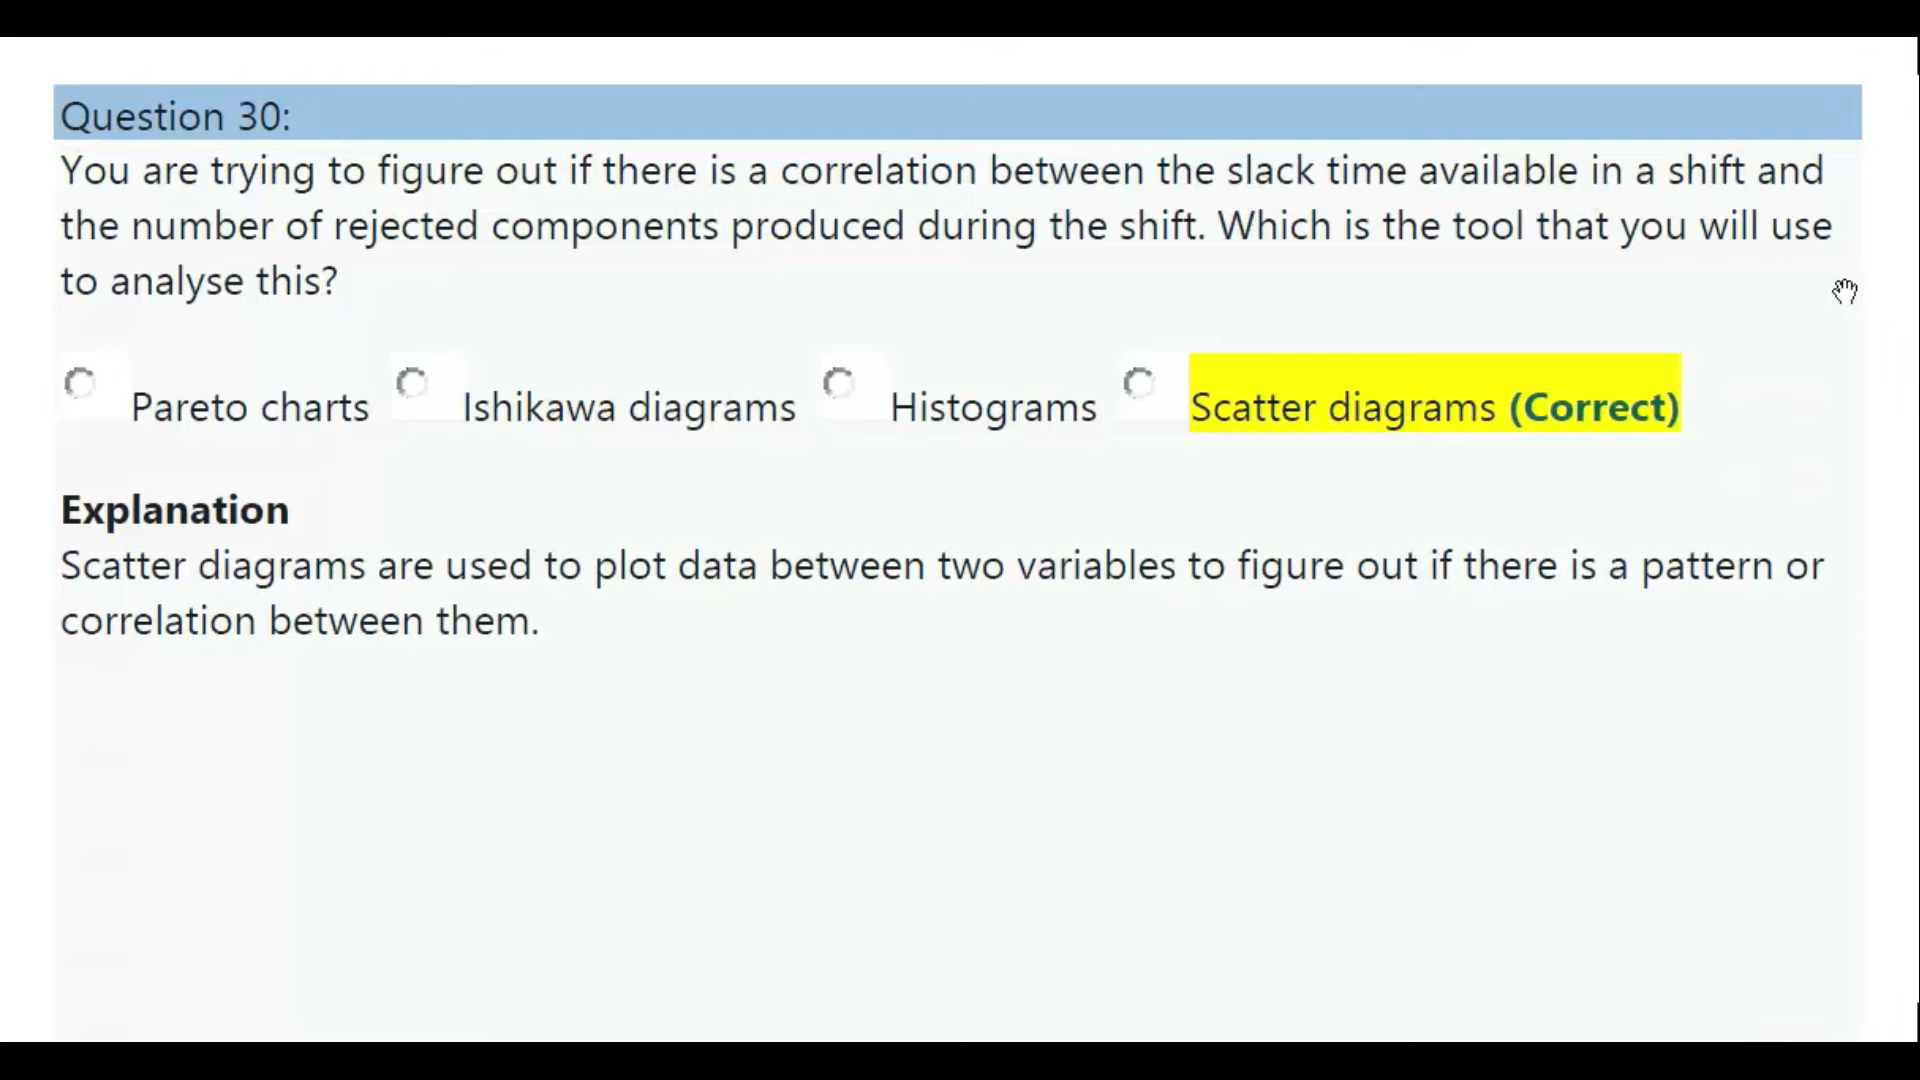 Question 30:
You are trying to figure out if there is a correlation between the slack time available in a shift and
the number of rejected components produced during the shift. Which is the tool that you will use
to analyse this?
Pareto charts Ishikawa diagrams Histograms Scatter diagrams (Correct)
Explanation
Scatter diagrams are used to plot data between two variables to figure out if there is a pattern or
correlation between them.